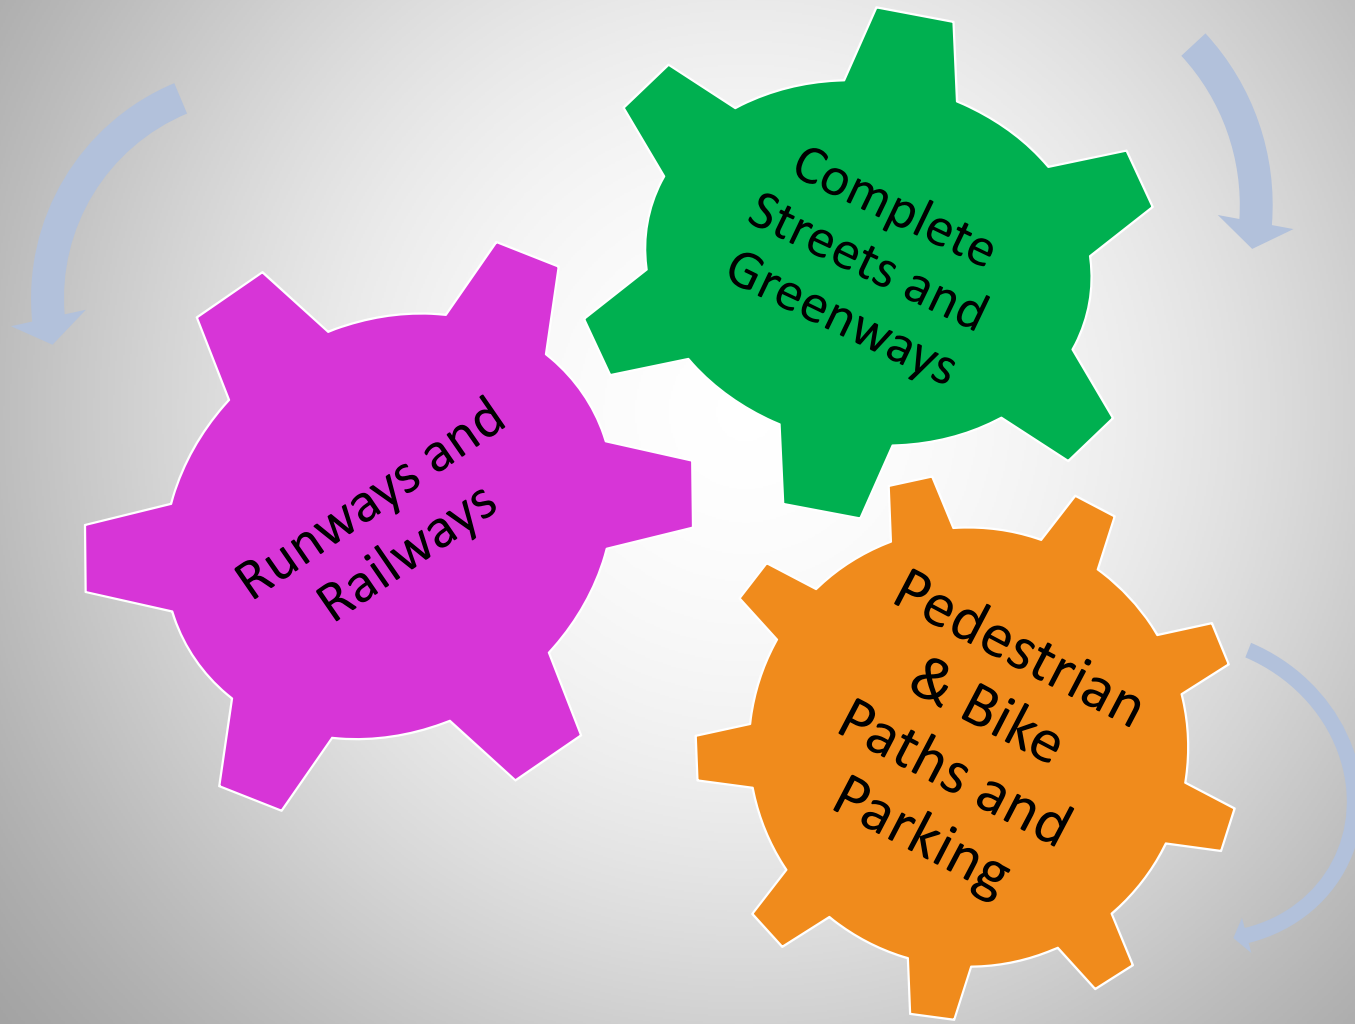 Complete
Streets and
Greenways
Runways and
Railways
Pedestrian
& Bike
Paths and
Parking